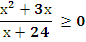 x² + 3x
x + 24 ≥ 0